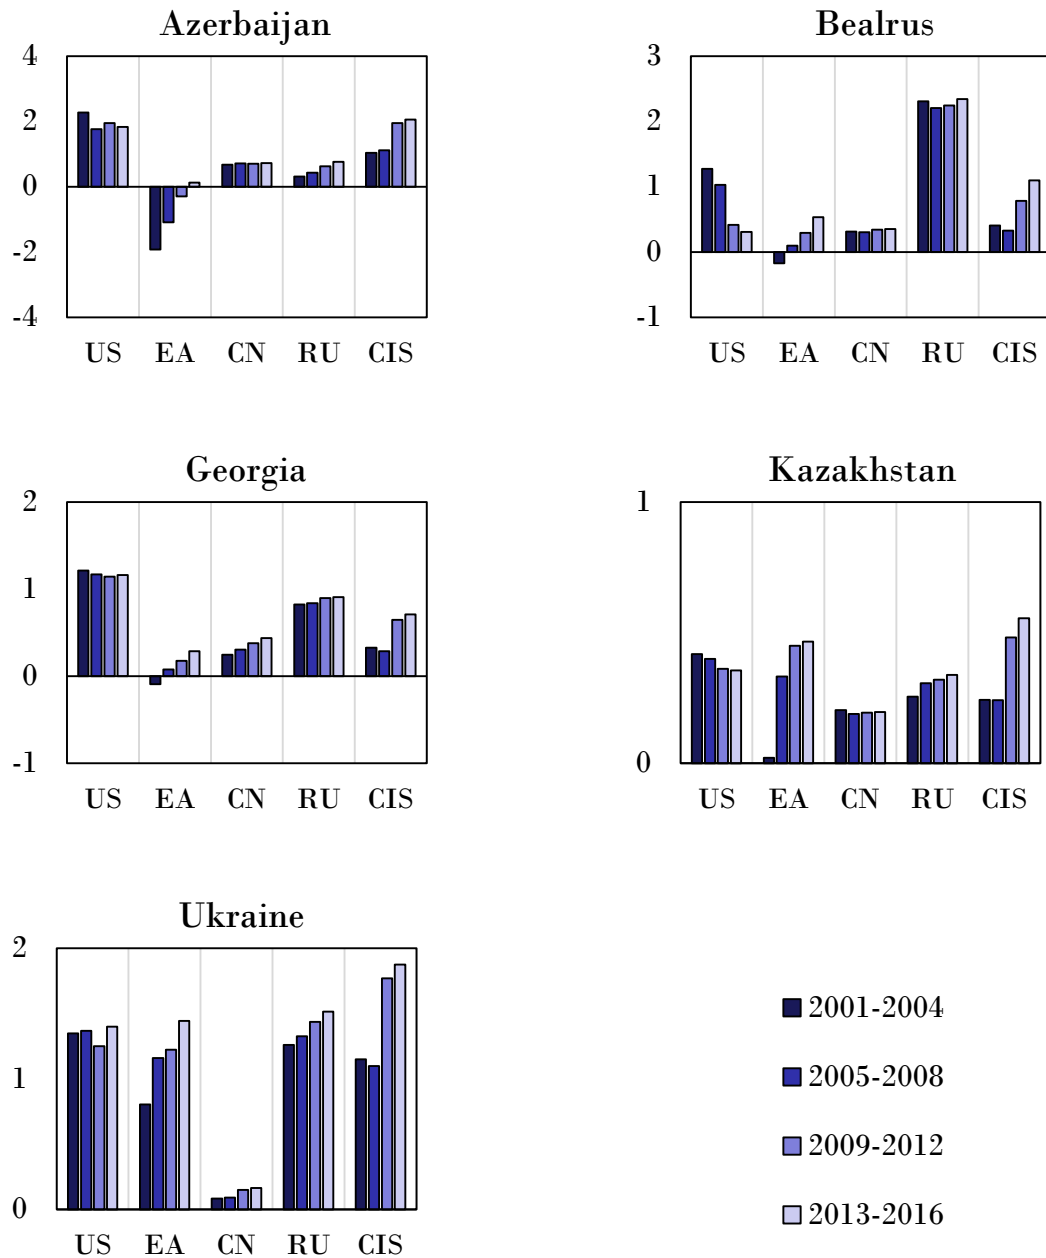 Azerbaijan
4
2
0
-2
-4
US EA CN RU CIS
Bealrus
3
2
1
0
-1
US EA CN RU CIS
Georgia
2
1
0
-1
US EA CN RU CIS
Kazakhstan
1
0
US EA CN RU CIS
Ukraine
2
1
0
US EA CN RU CIS
2001-2004
2005-2008
2009-2012
2013-2016